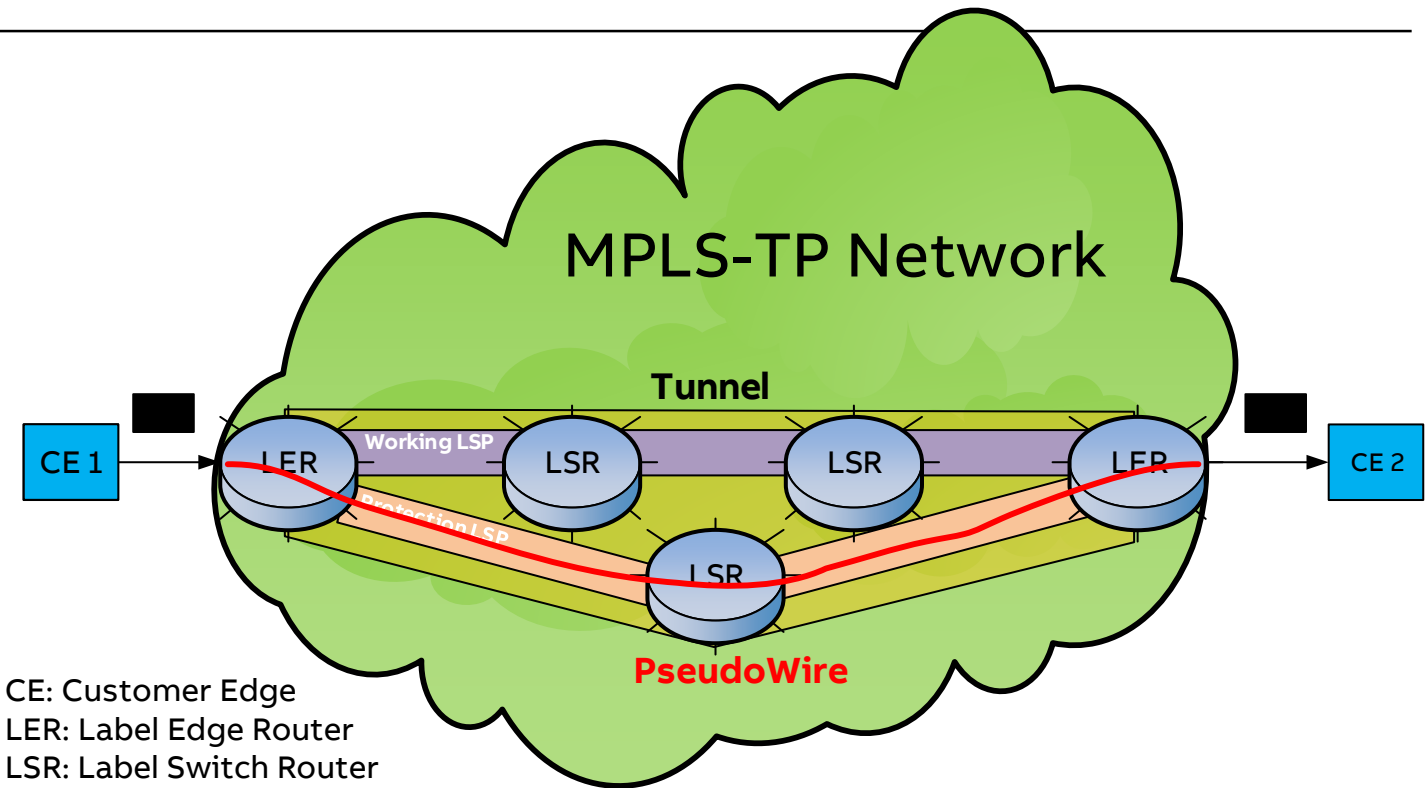 MPLS-TP Network
Tunnel
CE 1
LER
Working LSP
LSR
LSR
LER
CE 2
Protection LSP
LSR
PseudoWire
CE: Customer Edge
LER: Label Edge Router
LSR: Label Switch Router